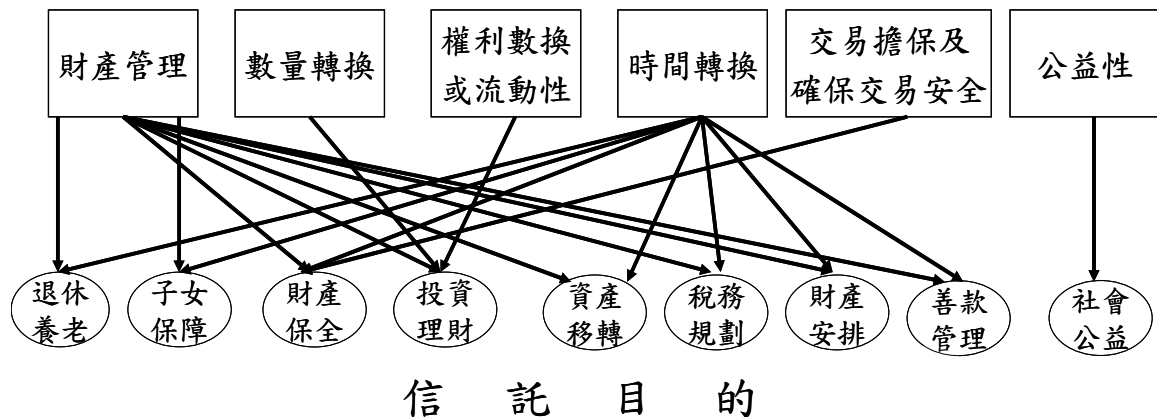 財產管理
數量轉換
權利數換
或流動性
時間轉換
交易擔保及
確保交易安全
公益性
退休
養老
子女
保障
財產
保全
投資
理財
資產
移轉
稅務
規劃
財產
安排
善款
管理
社會
公益
信託目的